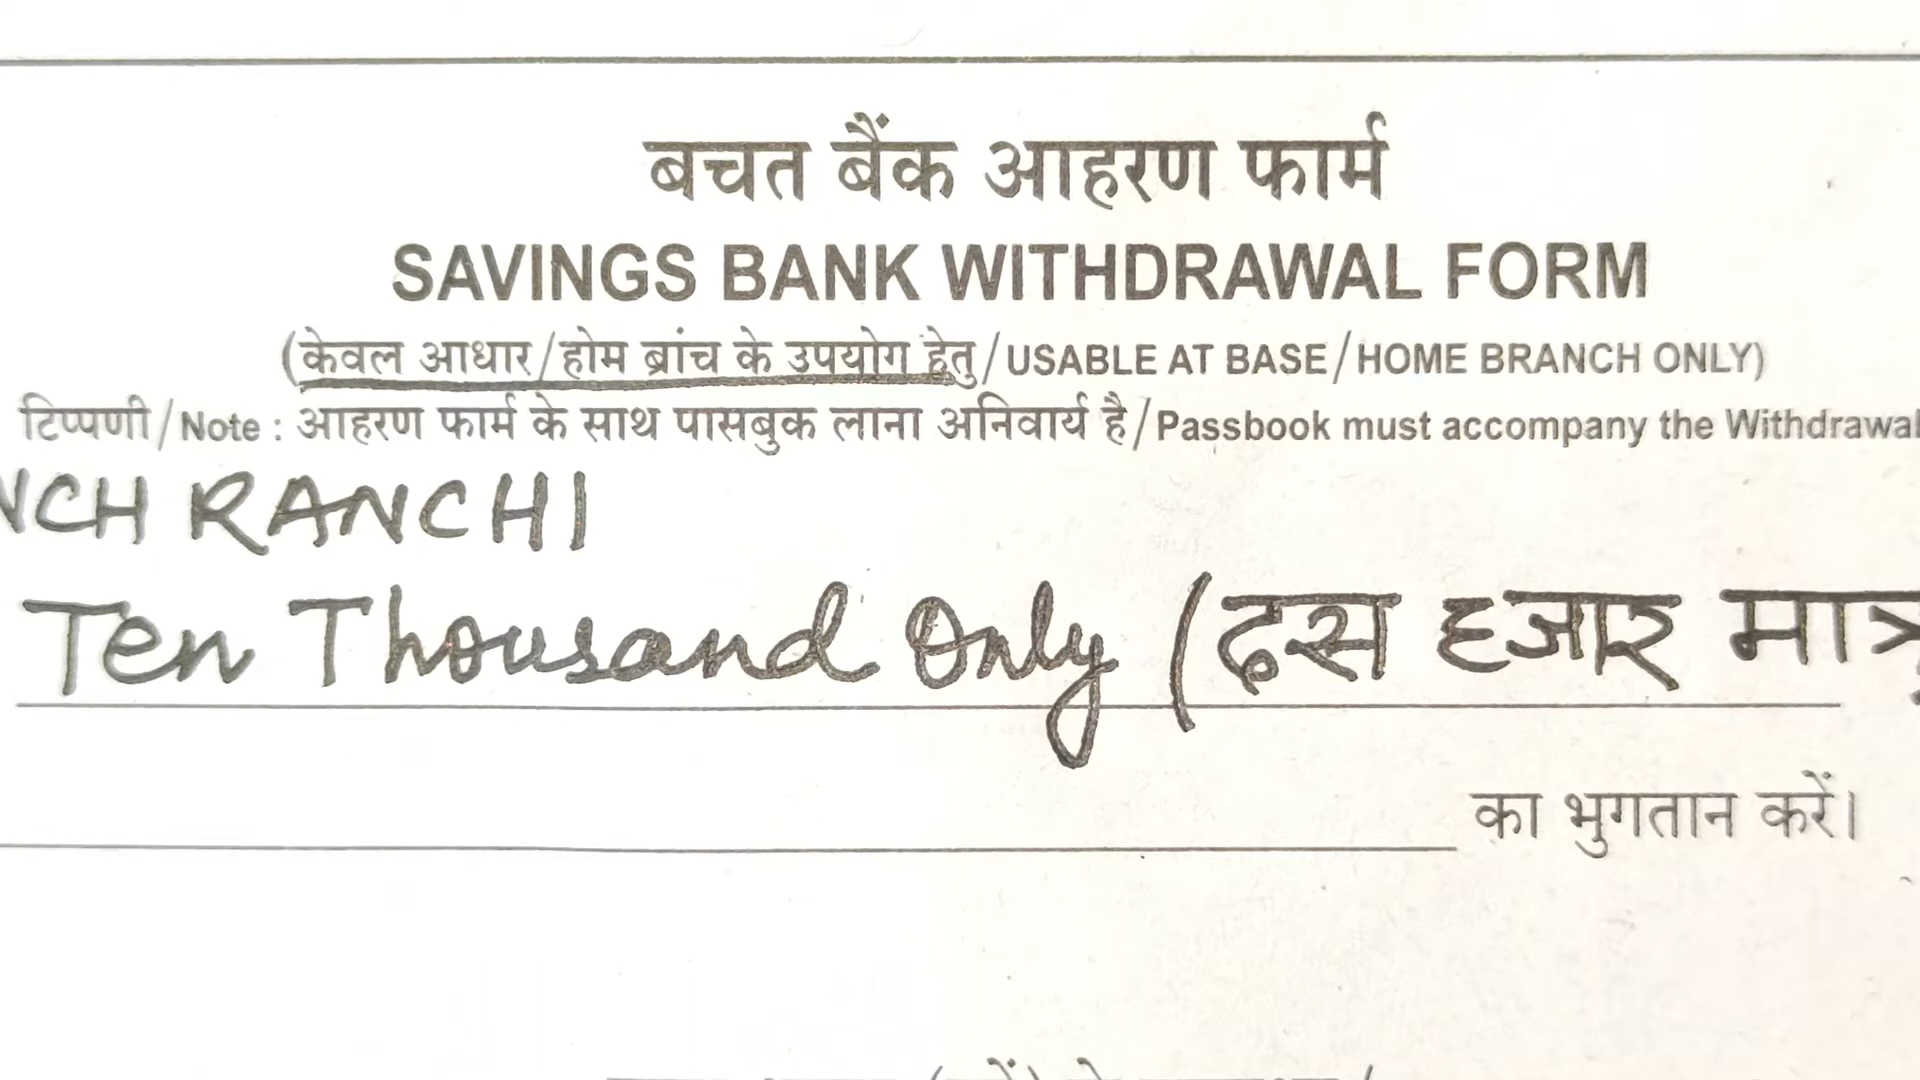 बचत बैंक आहरण फार्म
SAVINGS BANK WITHDRAWAL FORM
(केवल आधार/होम ब्रांच के उपयोग हेतु/USABLE AT BASE/HOME BRANCH ONLY)
टिप्पणी/Note : आहरण फार्म के साथ पासबुक लाना अनिवार्य है/Passbook must accompany the Withdrawal
NCH RANCHI
Ten Thousand Only (दस हजार मात्र
का भुगतान करें।